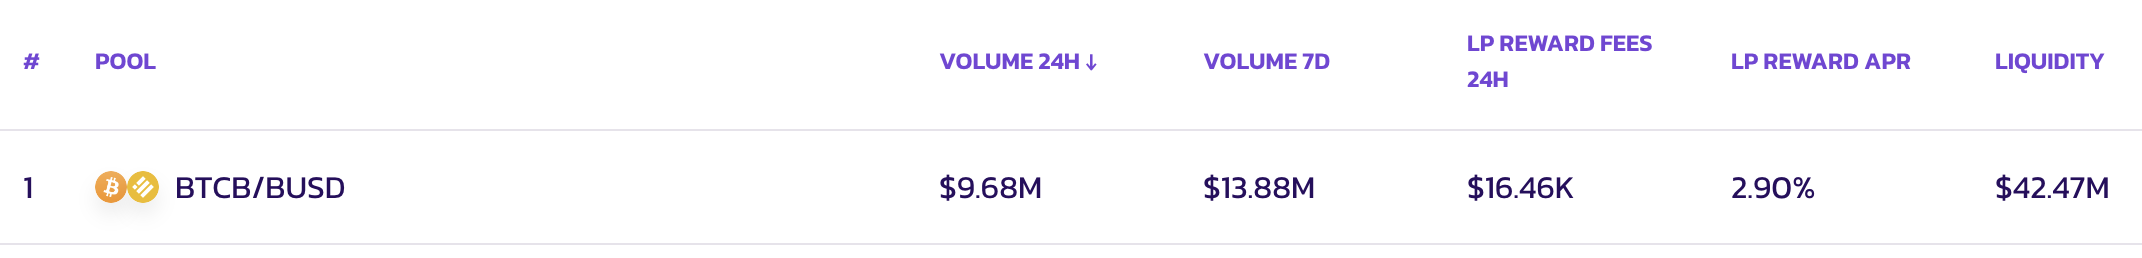 # POOL VOLUME 24H ↓ VOLUME 7D LP REWARD FEES 24H LP REWARD APR LIQUIDITY
1 BTCB/BUSD $9.68M $13.88M $16.46K 2.90% $42.47M